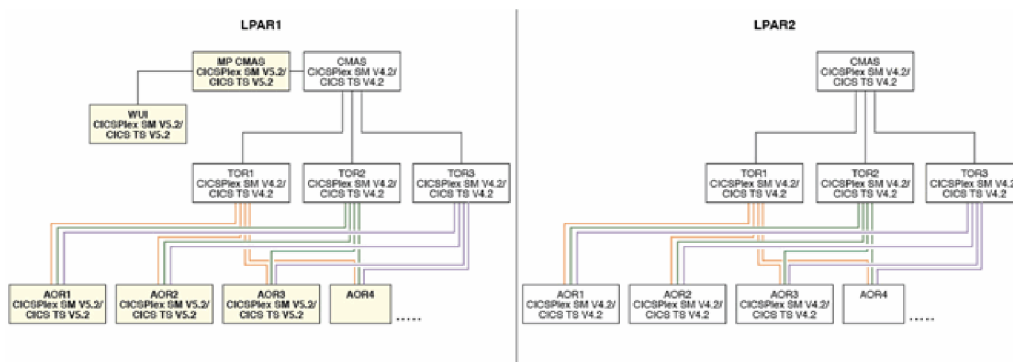 LPAR1
MP CMAS
CICSPlex SM V5.2/
CICS TS V5.2
CMAS
CICSPlex SM V4.2/
CICS TS V4.2
WUI
CICSPlex SM V5.2/
CICS TS V5.2
TOR1
CICSPlex SM V4.2/
CICS TS V4.2
TOR2
CICSPlex SM V4.2/
CICS TS V4.2
TOR3
CICSPlex SM V4.2/
CICS TS V4.2
AOR1
CICSPlex SM V5.2/
CICS TS V5.2
AOR2
CICSPlex SM V5.2/
CICS TS V5.2
AOR3
CICSPlex SM V5.2/
CICS TS V5.2
AOR4
.....
LPAR2
CMAS
CICSPlex SM V4.2/
CICS TS V4.2
TOR1
CICSPlex SM V4.2/
CICS TS V4.2
TOR2
CICSPlex SM V4.2/
CICS TS V4.2
TOR3
CICSPlex SM V4.2/
CICS TS V4.2
AOR1
CICSPlex SM V4.2/
CICS TS V4.2
AOR2
CICSPlex SM V4.2/
CICS TS V4.2
AOR3
CICSPlex SM V4.2/
CICS TS V4.2
AOR4
.....